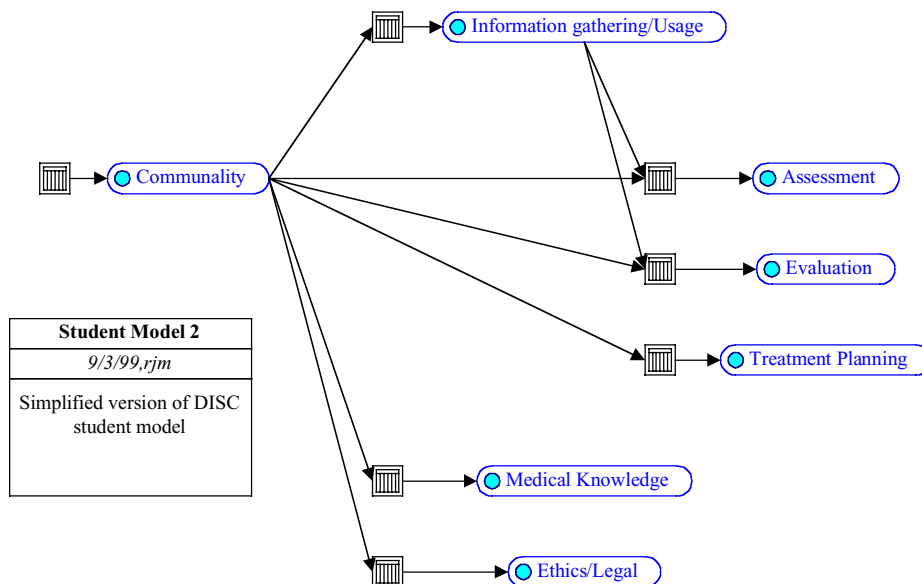 Information gathering/Usage
Communality
Assessment
Evaluation
Student Model 2
9/3/99,rjm
Simplified version of DISC
student model
Treatment Planning
Medical Knowledge
Ethics/Legal